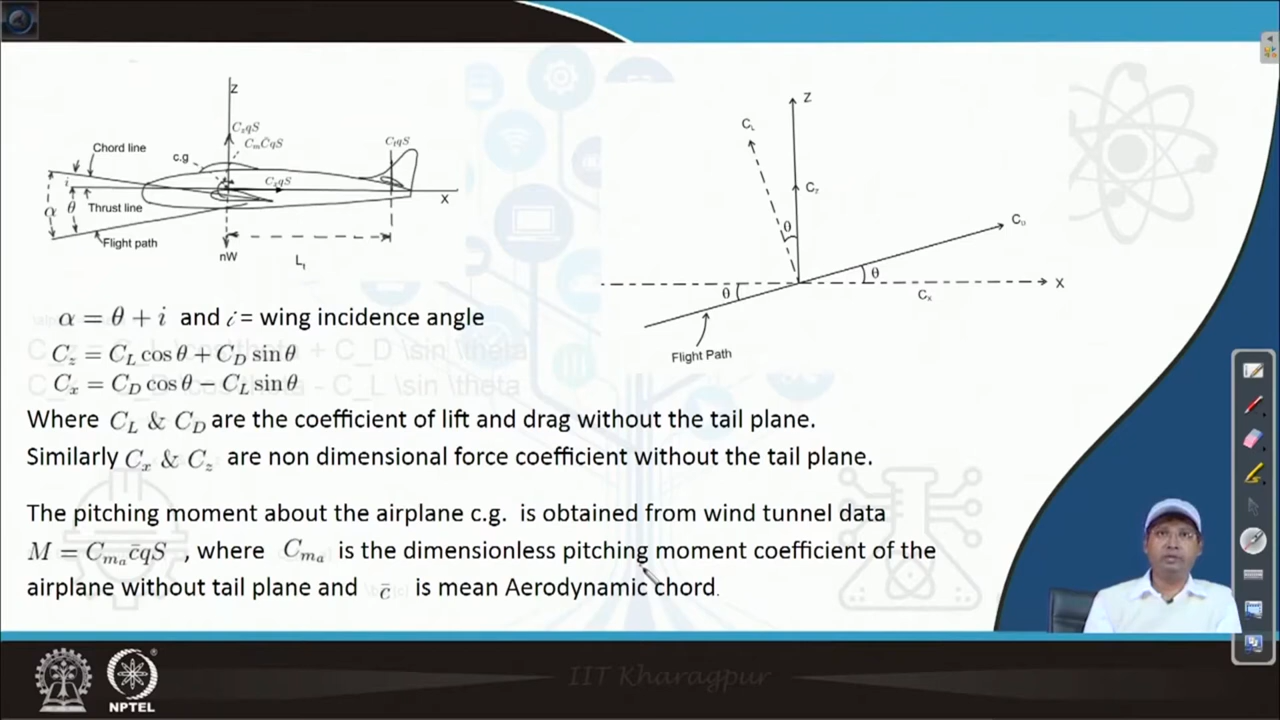 Z
C_z qS
C_m C̄qS
C_t qS
c.g
Chord line
C_x qS
i
X
α
θ
Thrust line
Flight path
nW
L_t
Z
C_L
C_z
θ
C_D
θ
θ
X
C_x
Flight Path
α = θ + i and i = wing incidence angle
C_z = C_L cos θ + C_D sin θ
C_x = C_D cos θ − C_L sin θ
Where C_L & C_D are the coefficient of lift and drag without the tail plane.
Similarly C_x & C_z are non dimensional force coefficient without the tail plane.
The pitching moment about the airplane c.g. is obtained from wind tunnel data
M = C_{m_a} c̄qS , where C_{m_a} is the dimensionless pitching moment coefficient of the
airplane without tail plane and c̄ is mean Aerodynamic chord.
IIT Kharagpur
NPTEL